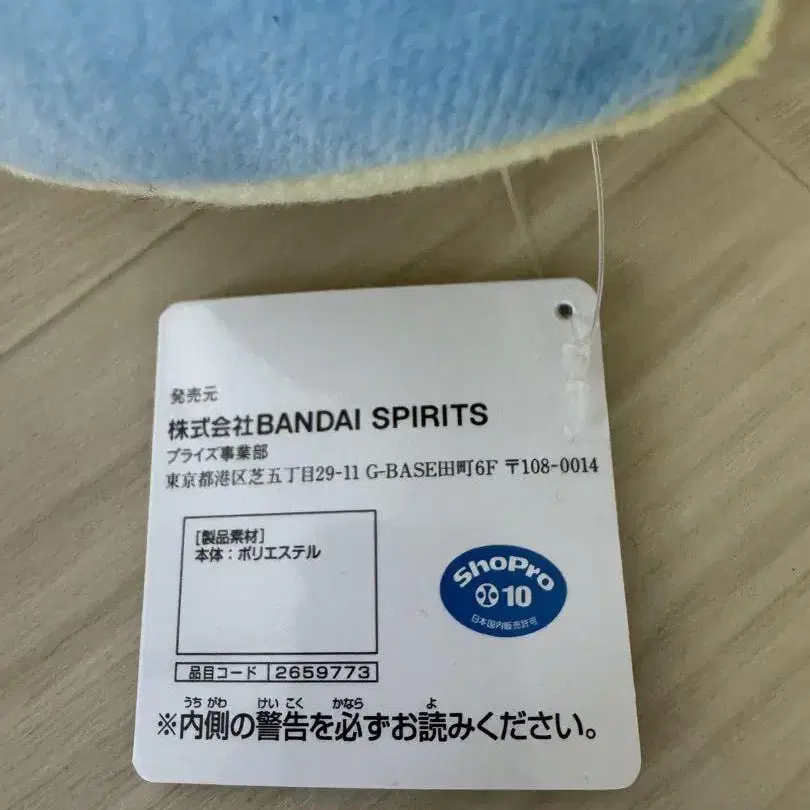 発売元
株式会社BANDAI SPIRITS
プライズ事業部
東京都港区芝五丁目29-11 G-BASE田町6F 〒108-0014
[製品素材]
本体：ポリエステル
ShoPro
10
日本国内販売許可
品目コード 2659773
うちがわ けいこく かなら よ
※内側の警告を必ずお読みください。